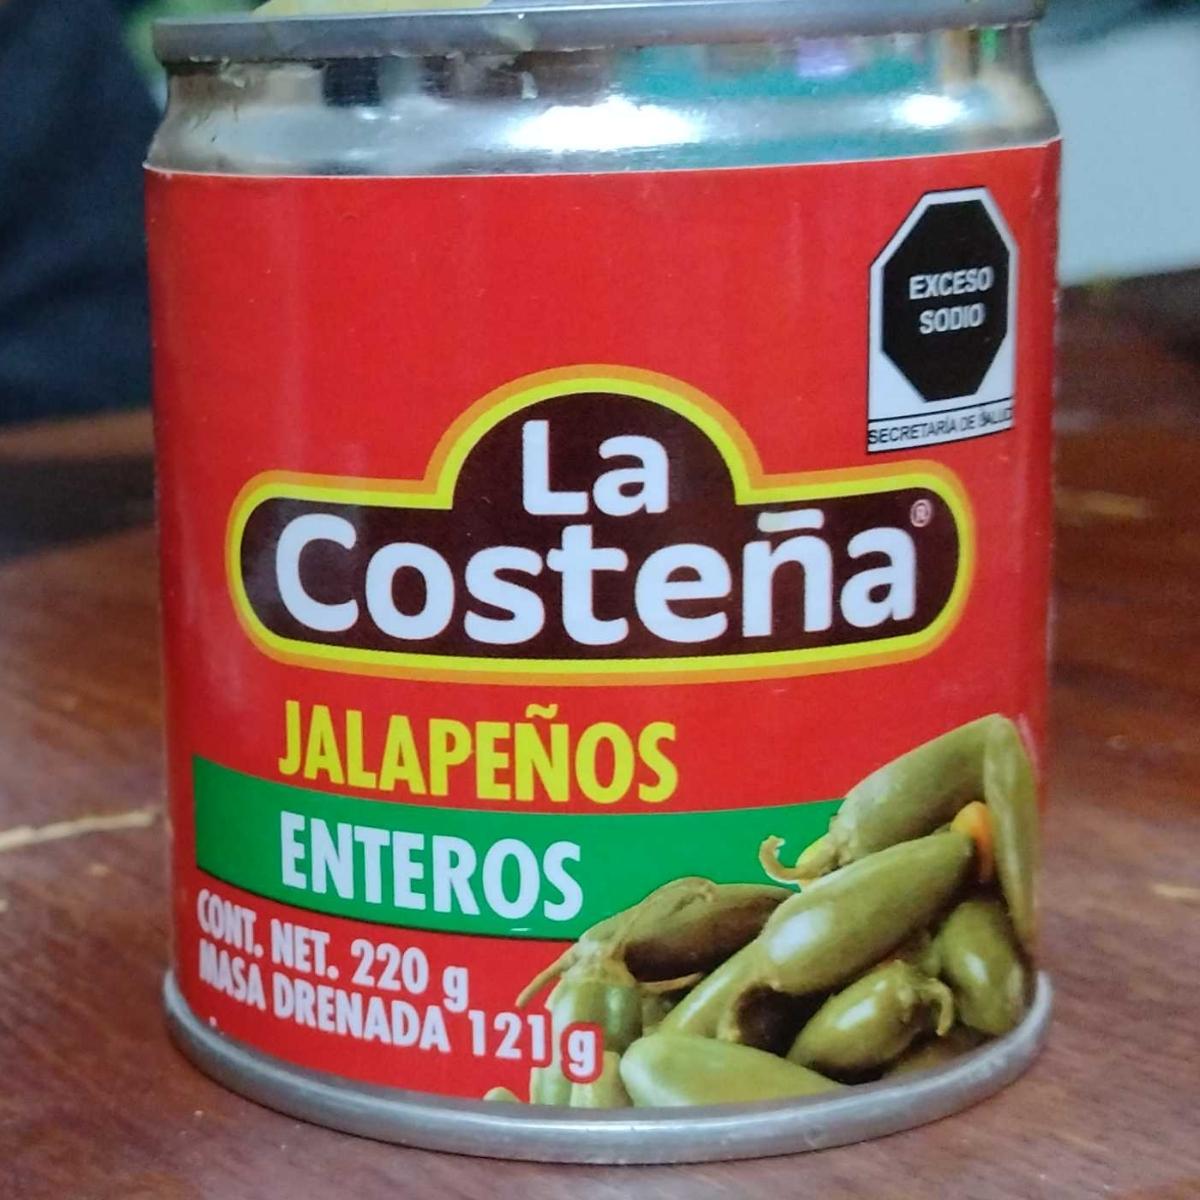 EXCESO
SODIO
SECRETARÍA DE SALUD
La
Costeña®
JALAPEÑOS
ENTEROS
CONT. NET. 220 g
MASA DRENADA 121 g